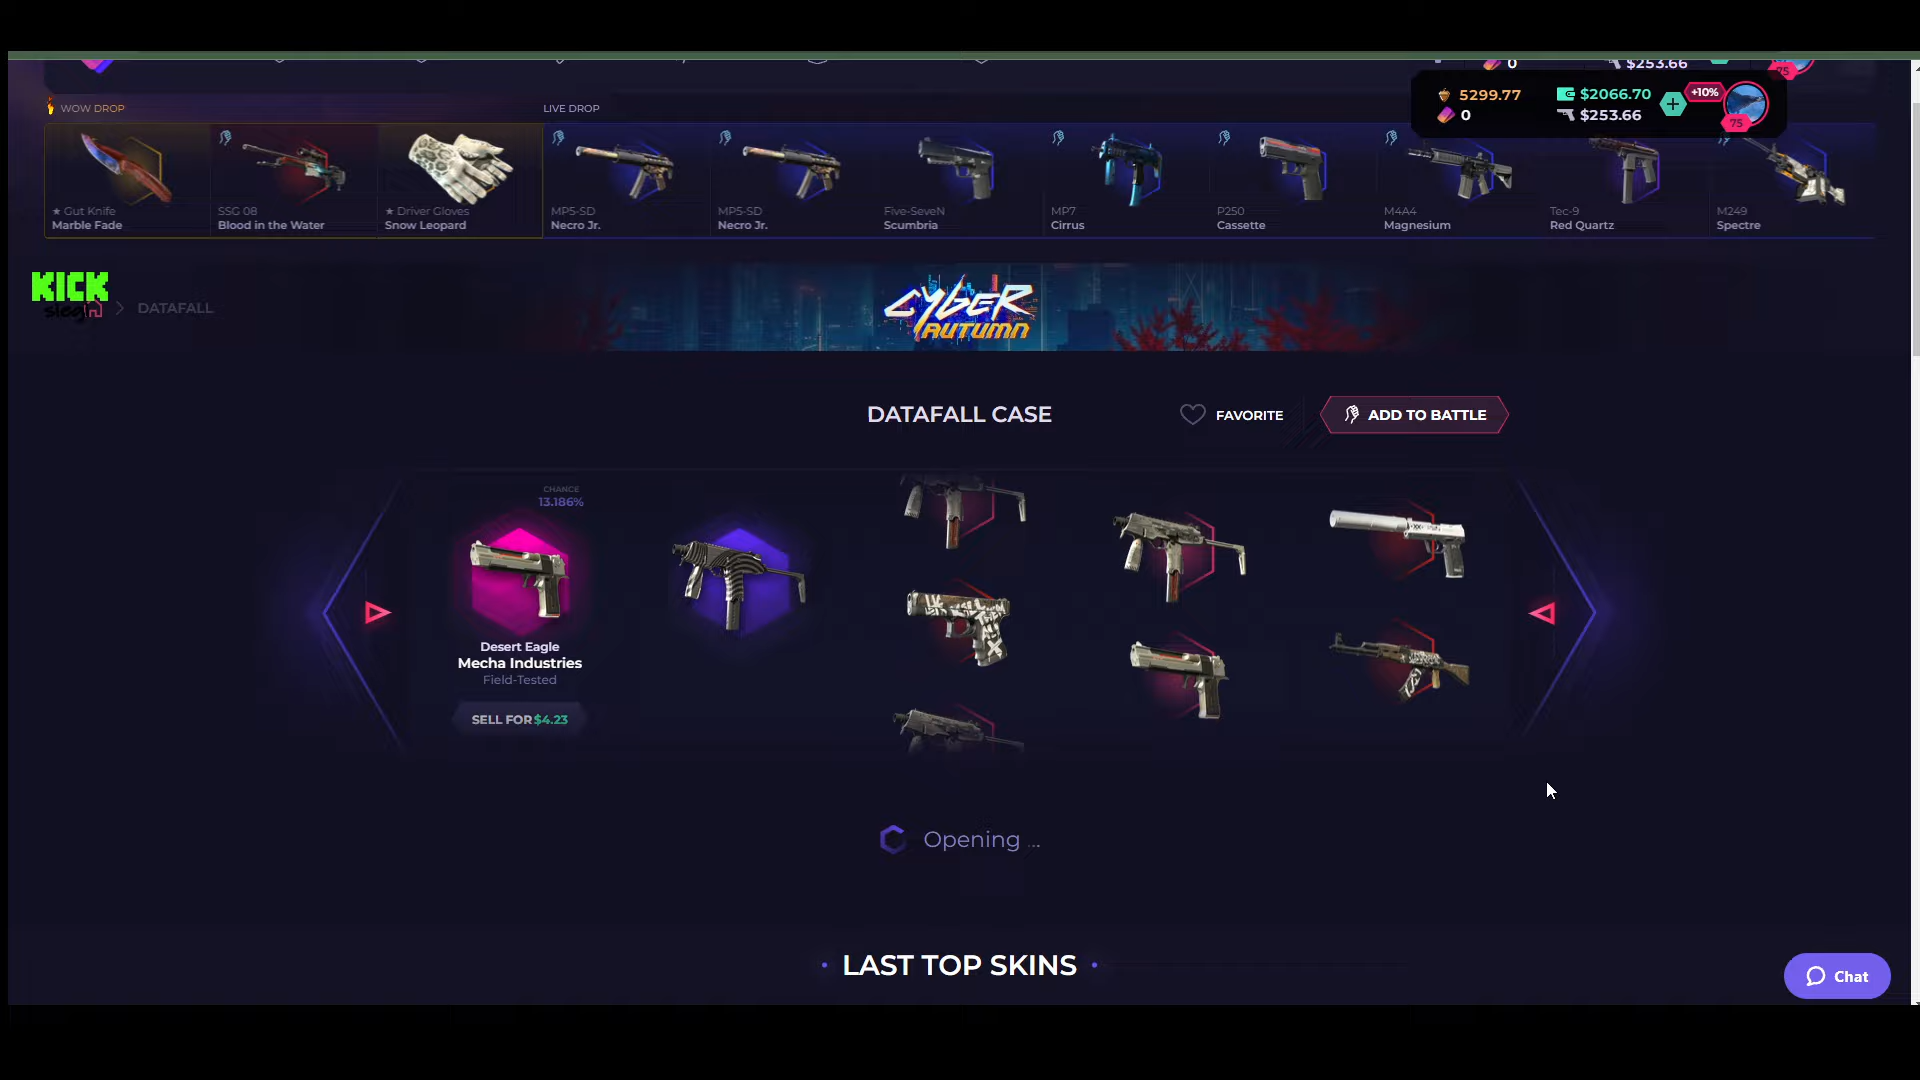 0
$253.66
75
WOW DROP
LIVE DROP
5299.77
$2066.70
+10%
0
$253.66
75
★ Gut Knife
Marble Fade
SSG 08
Blood in the Water
★ Driver Gloves
Snow Leopard
MP5-SD
Necro Jr.
MP5-SD
Necro Jr.
Five-SeveN
Scumbria
MP7
Cirrus
P250
Cassette
M4A4
Magnesium
Tec-9
Red Quartz
M249
Spectre
KICK
DATAFALL
CYBER
AUTUMN
DATAFALL CASE
FAVORITE
ADD TO BATTLE
CHANCE
13.186%
Desert Eagle
Mecha Industries
Field-Tested
SELL FOR $4.23
Opening ...
LAST TOP SKINS
Chat